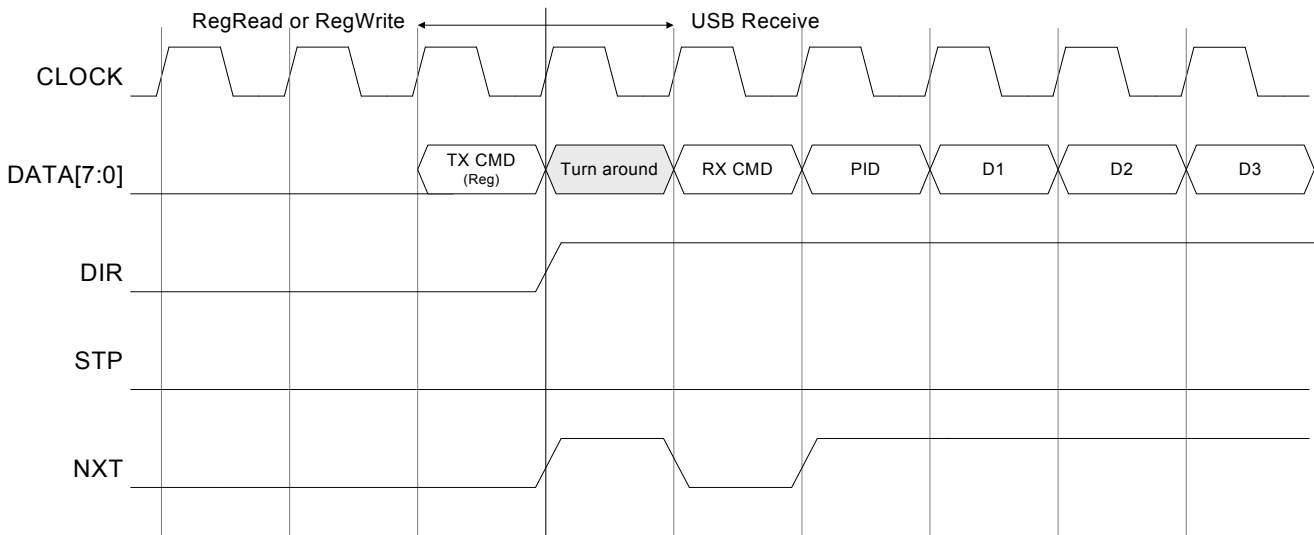 RegRead or RegWrite USB Receive
CLOCK
DATA[7:0] TX CMD (Reg) Turn around RX CMD PID D1 D2 D3
DIR
STP
NXT